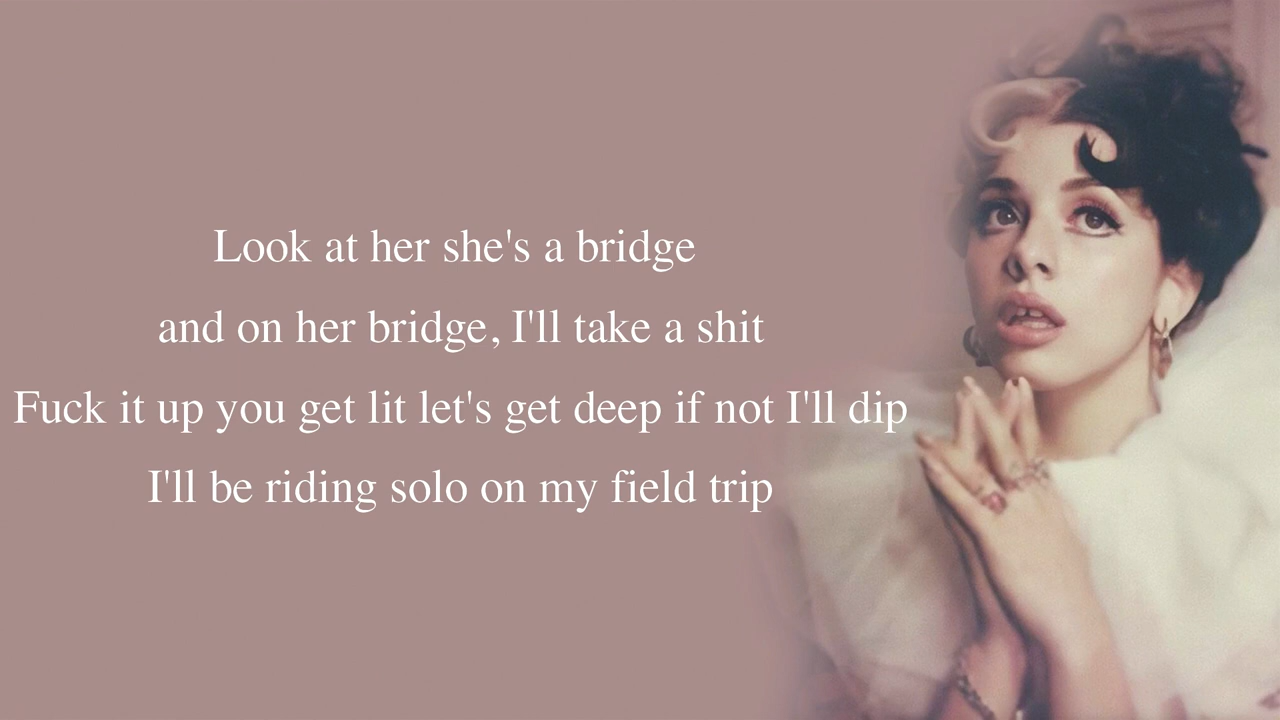 Look at her she's a bridge
and on her bridge, I'll take a shit
Fuck it up you get lit let's get deep if not I'll dip
I'll be riding solo on my field trip